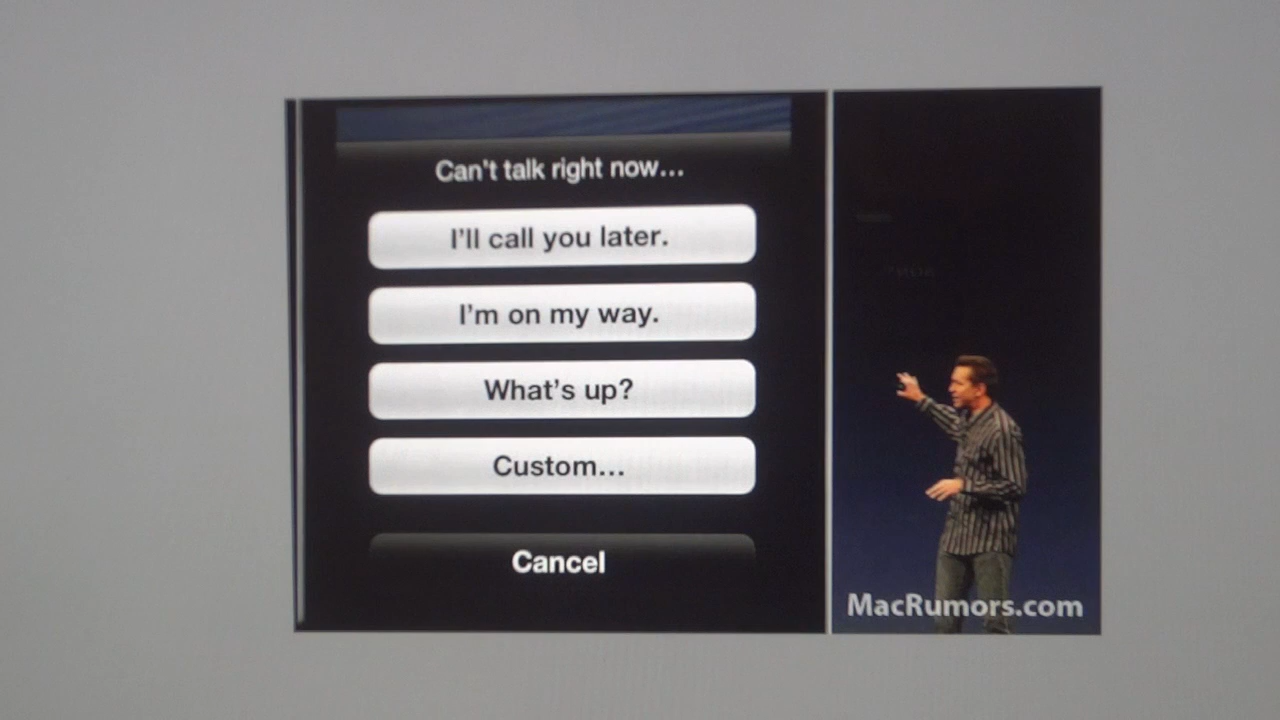 Can't talk right now...
I'll call you later.
I'm on my way.
What's up?
Custom...
Cancel
MacRumors.com